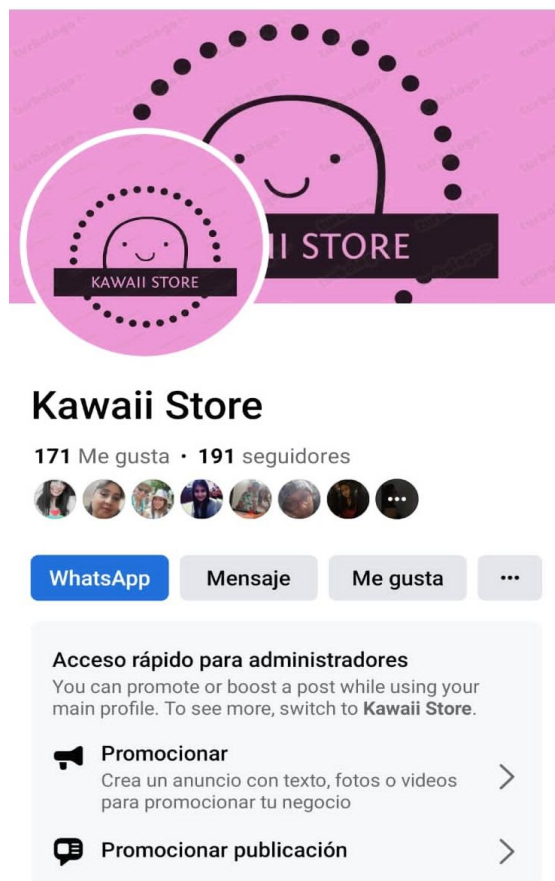 II STORE
KAWAII STORE
Kawaii Store
171 Me gusta • 191 seguidores
WhatsApp
Mensaje
Me gusta
Acceso rápido para administradores
You can promote or boost a post while using your
main profile. To see more, switch to Kawaii Store.
Promocionar
Crea un anuncio con texto, fotos o videos
para promocionar tu negocio
Promocionar publicación